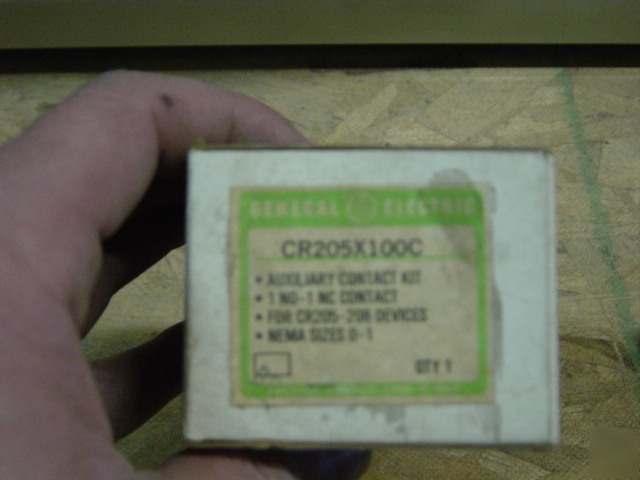 GENERAL ELECTRIC
CR205X100C
• AUXILIARY CONTACT KIT
• 1 NO-1 NC CONTACT
• FOR CR205-208 DEVICES
• NEMA SIZES 0-1
QTY 1